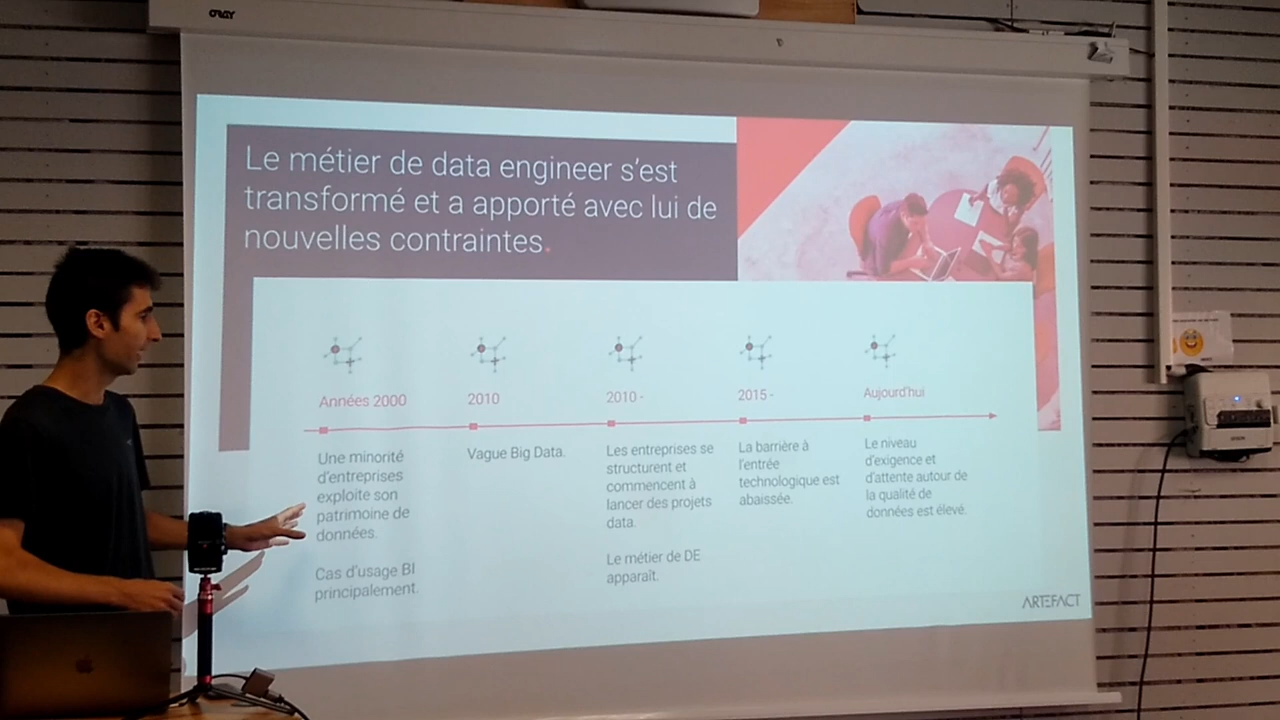 ORAY
Le métier de data engineer s'est
transformé et a apporté avec lui de
nouvelles contraintes.
Années 2000
Une minorité
d'entreprises
exploite son
patrimoine de
données.
Cas d'usage BI
principalement.
2010
Vague Big Data.
2010 -
Les entreprises se
structurent et
commencent à
lancer des projets
data.
Le métier de DE
apparaît.
2015 -
La barrière à
l'entrée
technologique est
abaissée.
Aujourd'hui
Le niveau
d'exigence et
d'attente autour de
la qualité de
données est élevé.
ARTEFACT
EPSON